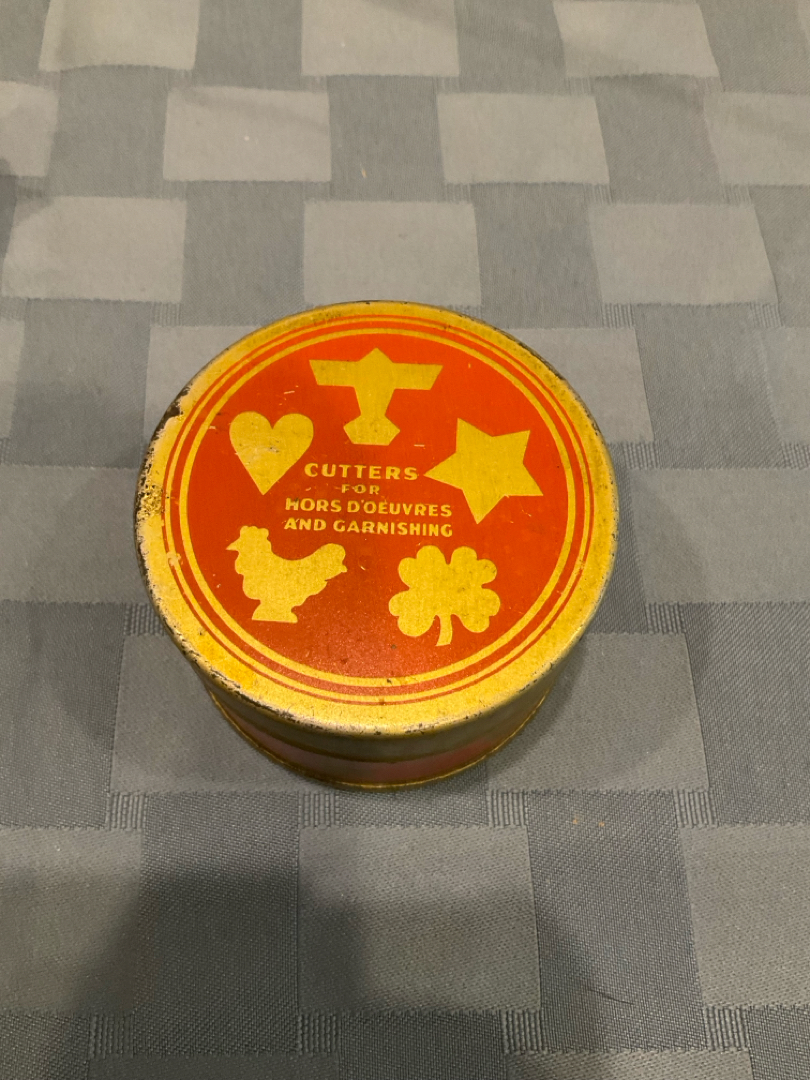 CUTTERS
FOR
HORS D'OEUVRES
AND GARNISHING